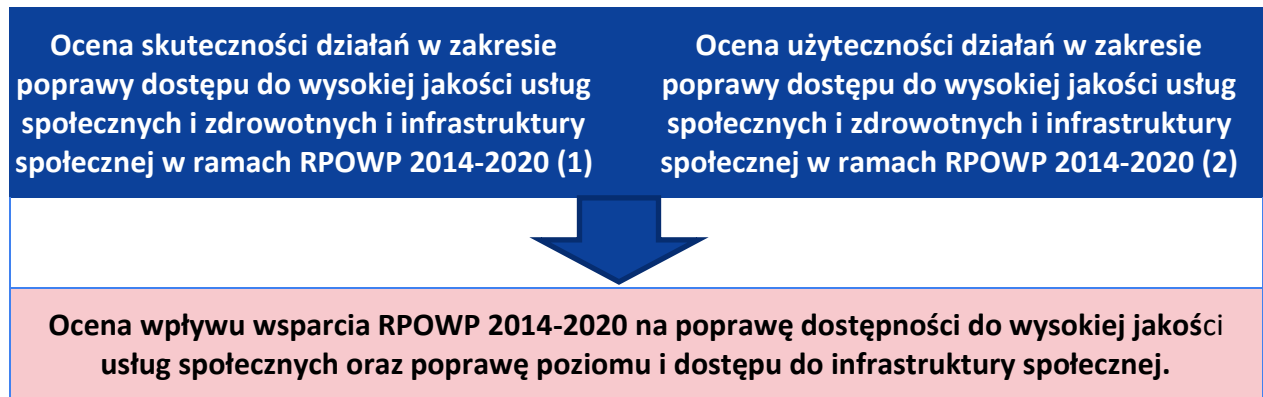 Ocena skuteczności działań w zakresie
poprawy dostępu do wysokiej jakości usług
społecznych i zdrowotnych i infrastruktury
społecznej w ramach RPOWP 2014-2020 (1)
Ocena użyteczności działań w zakresie
poprawy dostępu do wysokiej jakości usług
społecznych i zdrowotnych i infrastruktury
społecznej w ramach RPOWP 2014-2020 (2)
Ocena wpływu wsparcia RPOWP 2014-2020 na poprawę dostępności do wysokiej jakości
usług społecznych oraz poprawę poziomu i dostępu do infrastruktury społecznej.